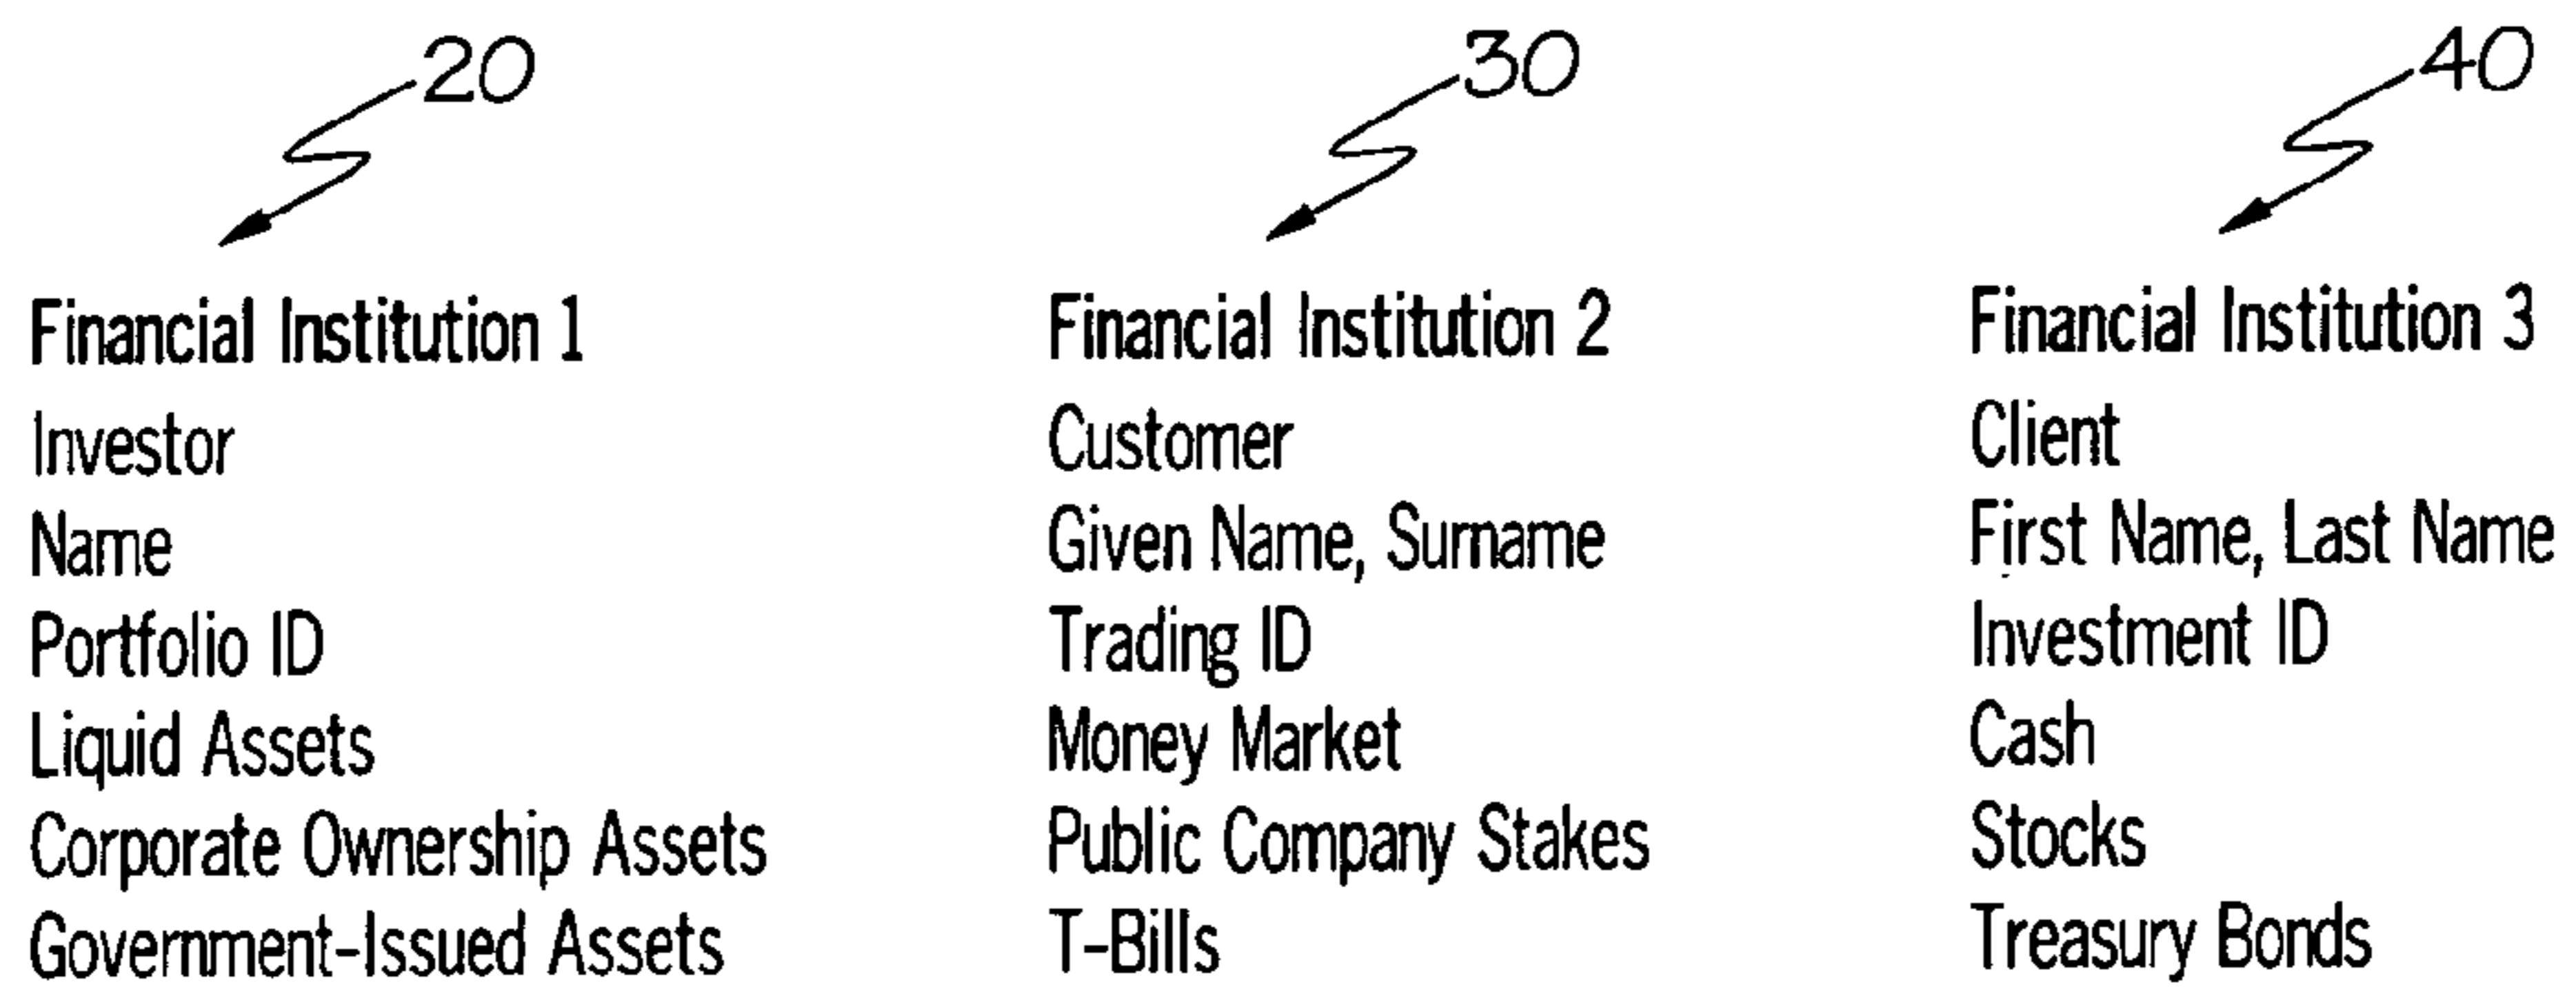 20
Financial Institution 1
Investor
Name
Portfolio ID
Liquid Assets
Corporate Ownership Assets
Government-Issued Assets
30
Financial Institution 2
Customer
Given Name, Surname
Trading ID
Money Market
Public Company Stakes
T-Bills
40
Financial Institution 3
Client
First Name, Last Name
Investment ID
Cash
Stocks
Treasury Bonds